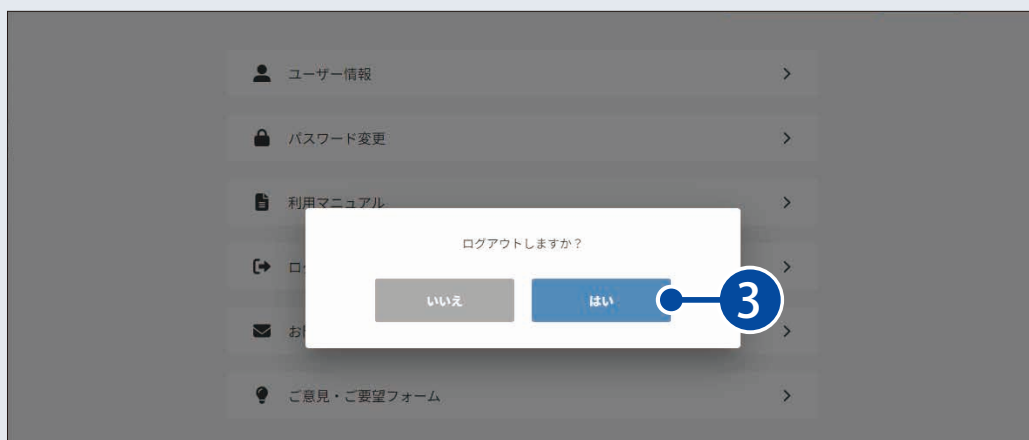 ユーザー情報
パスワード変更
利用マニュアル
ログアウトしますか？
ロ
いいえ
はい
3
お
ご意見・ご要望フォーム